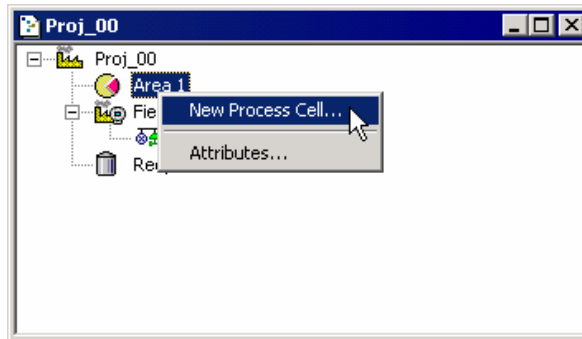 Proj_00
Proj_00
Area 1
New Process Cell...
Attributes...